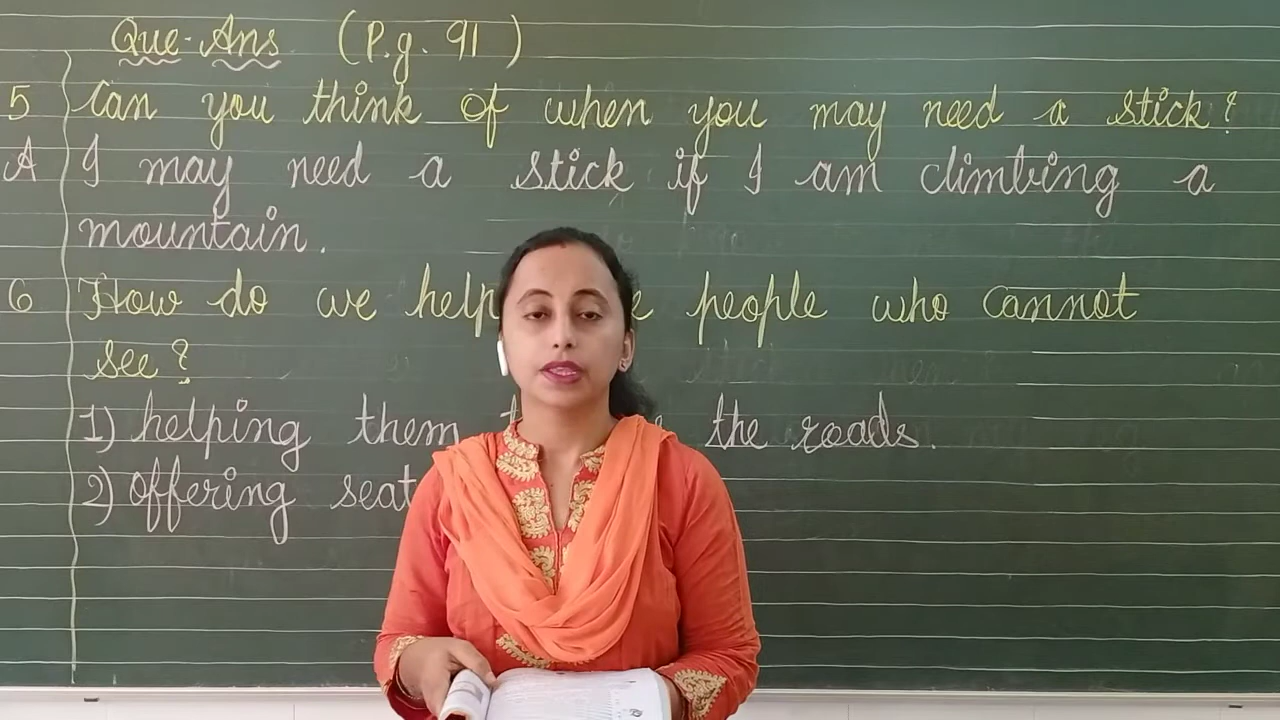 Que-Ans (P.g. 91)
5 Can you think of when you may need a stick?
A I may need a stick if I am climbing a
mountain.
6 How do we help people who cannot
see?
1) helping them the roads.
2) offering seat